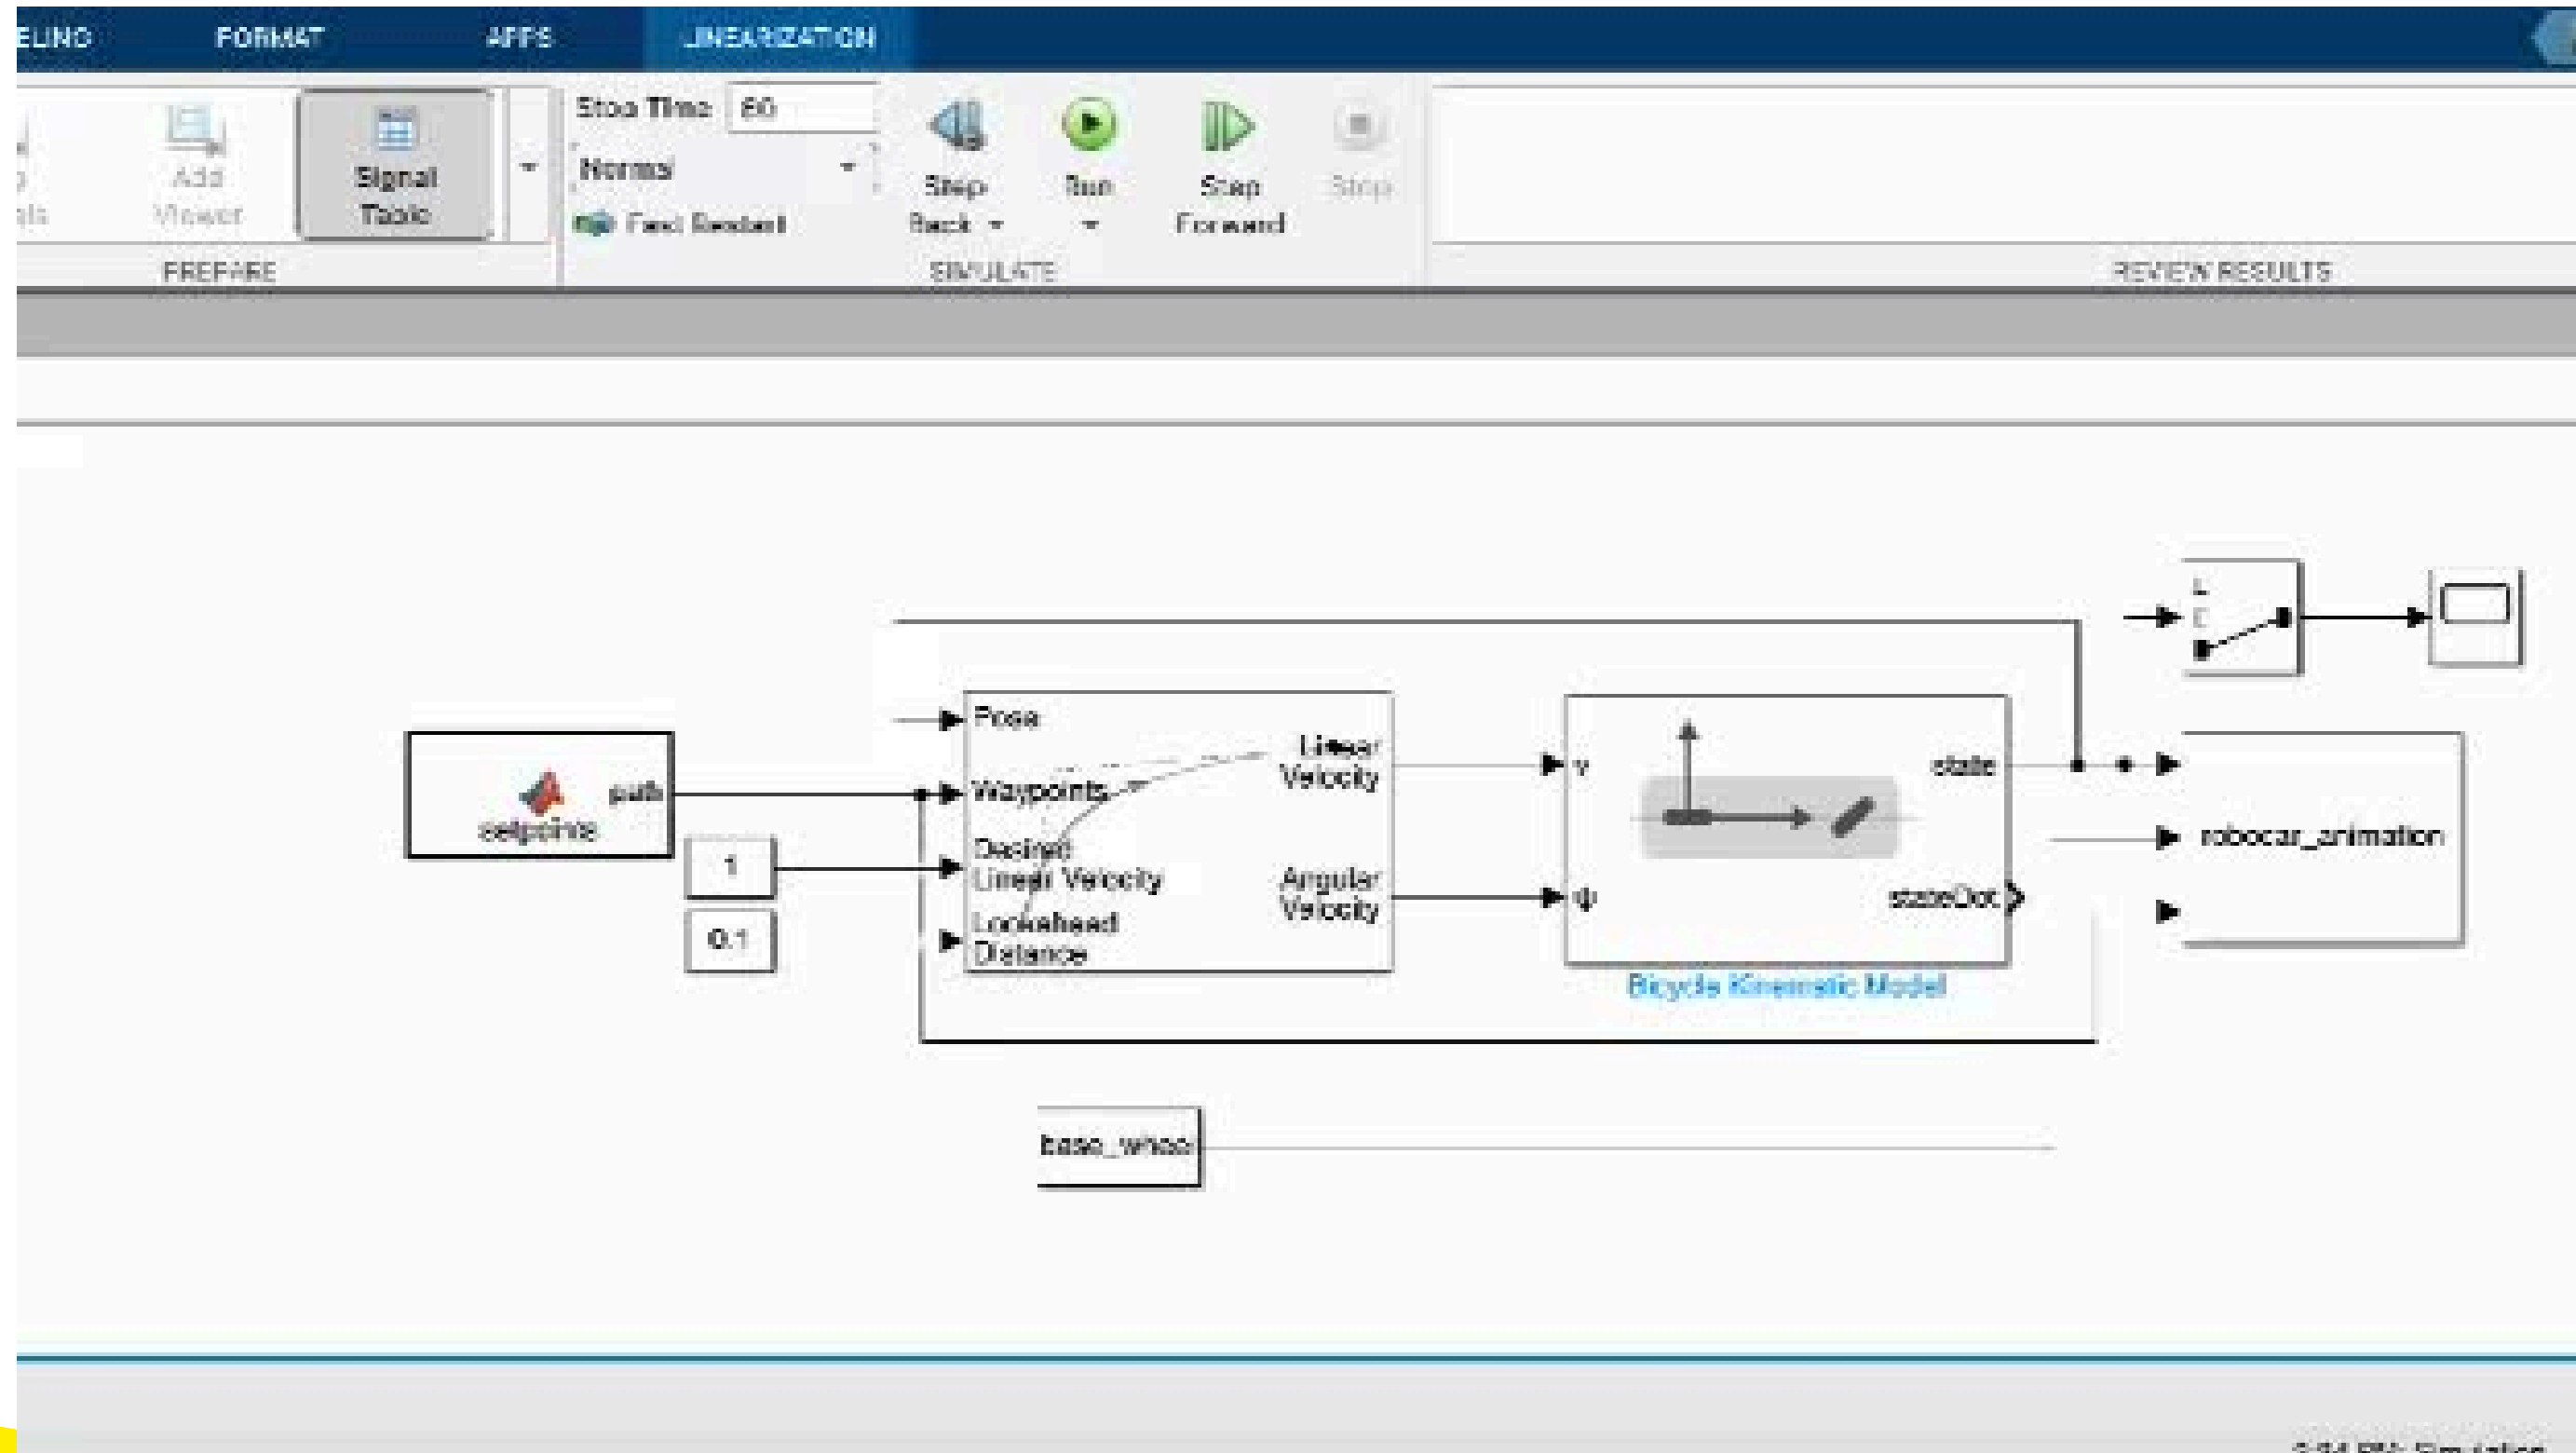 FORMAT
APPS
LINEARIZATION
Stop Time 80
Add
Viewer
Signal
Table
Normal
Fast Restart
Step
Back
Run
Step
Forward
Stop
PREPARE
SIMULATE
REVIEW RESULTS
Pose
Linear
Velocity
Waypoints
Desired
Linear Velocity
Lookahead
Distance
Angular
Velocity
path
setpoints
1
0.1
v
ψ
state
stateDot
Bicycle Kinematic Model
robocar_animation
base_wheel